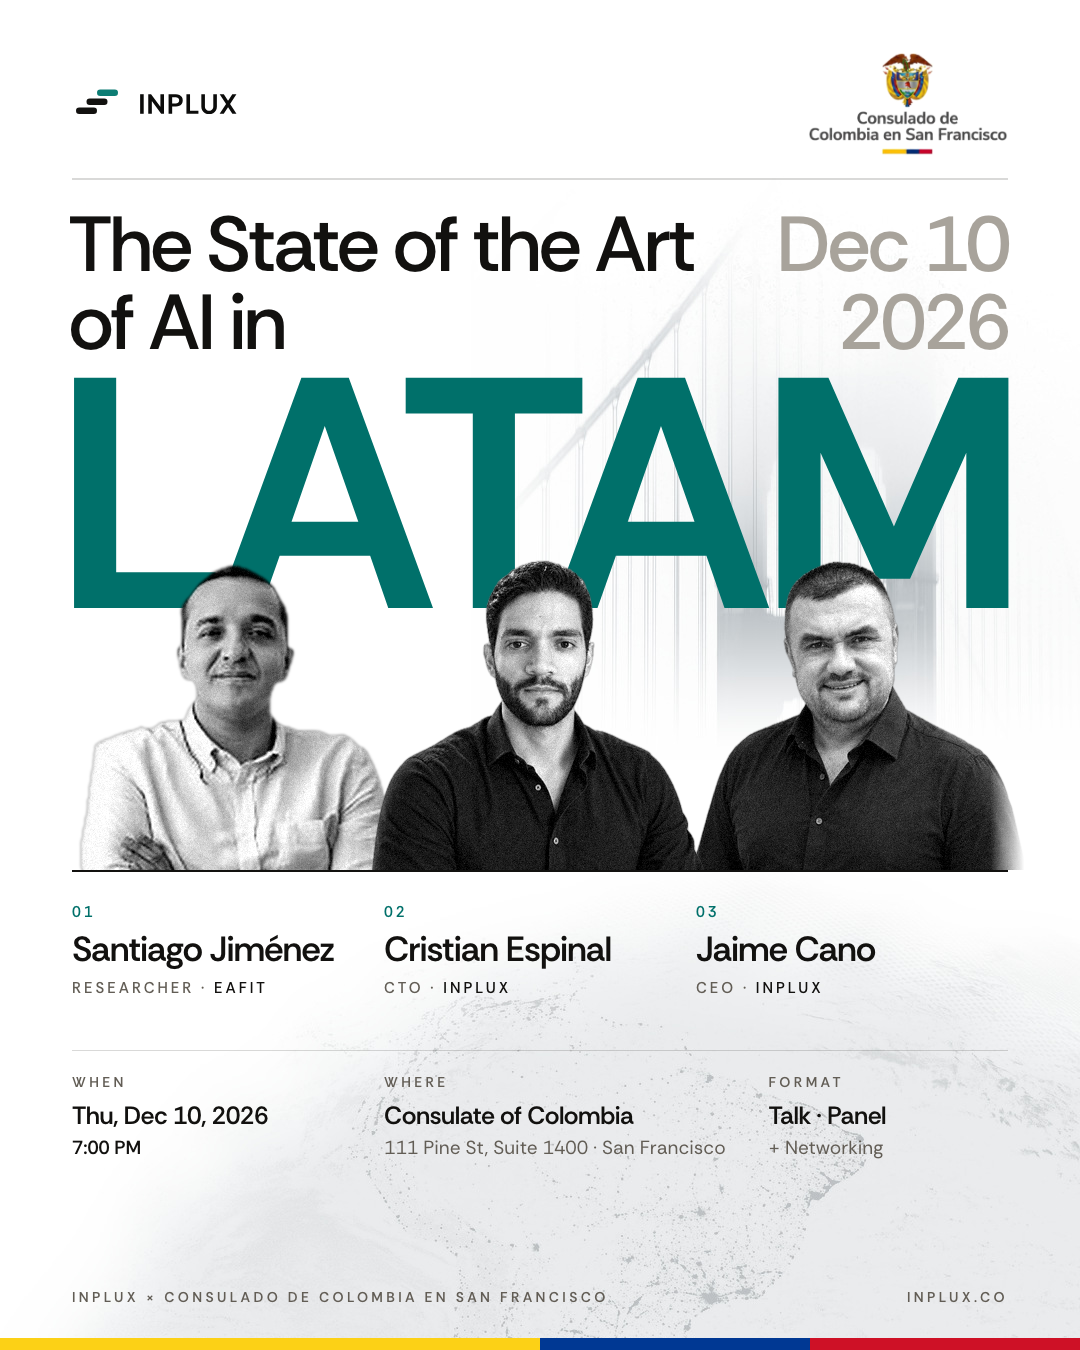 INPLUX
Consulado de
Colombia en San Francisco
The State of the Art
of AI in
Dec 10
2026
LATAM
01
Santiago Jiménez
RESEARCHER · EAFIT
02
Cristian Espinal
CTO · INPLUX
03
Jaime Cano
CEO · INPLUX
WHEN
Thu, Dec 10, 2026
7:00 PM
WHERE
Consulate of Colombia
111 Pine St, Suite 1400 · San Francisco
FORMAT
Talk · Panel
+ Networking
INPLUX × CONSULADO DE COLOMBIA EN SAN FRANCISCO
INPLUX.CO